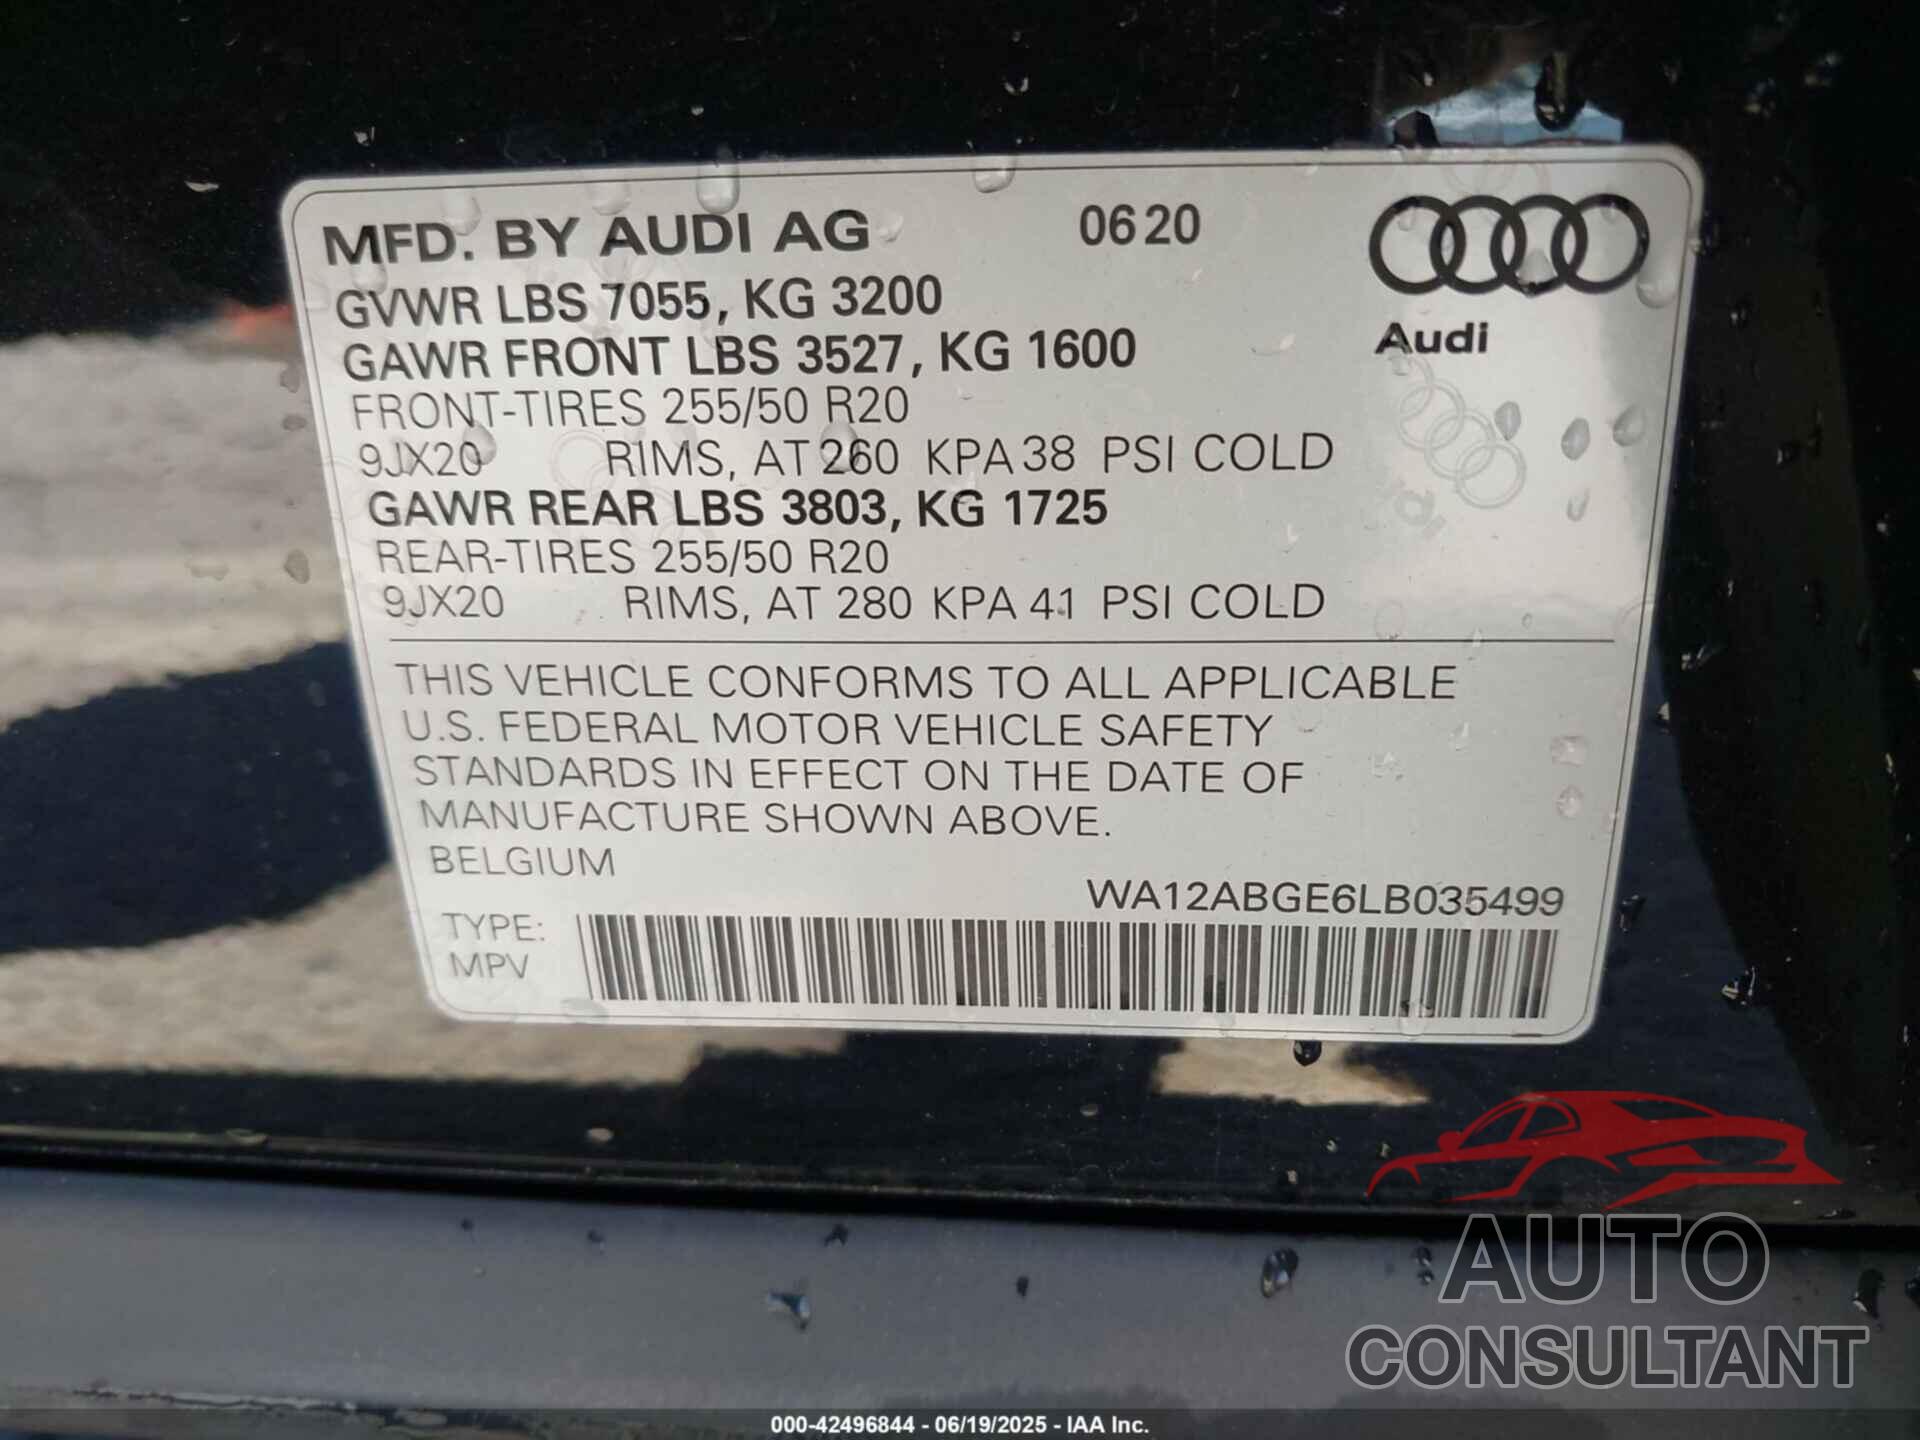 MFD. BY AUDI AG 0620
GVWR LBS 7055, KG 3200
GAWR FRONT LBS 3527, KG 1600
Audi
FRONT-TIRES 255/50 R20
9JX20 RIMS, AT 260 KPA 38 PSI COLD
GAWR REAR LBS 3803, KG 1725
REAR-TIRES 255/50 R20
9JX20 RIMS, AT 280 KPA 41 PSI COLD
THIS VEHICLE CONFORMS TO ALL APPLICABLE
U.S. FEDERAL MOTOR VEHICLE SAFETY
STANDARDS IN EFFECT ON THE DATE OF
MANUFACTURE SHOWN ABOVE.
BELGIUM
WA12ABGE6LB035499
TYPE:
MPV
AUTO
CONSULTANT
000-42496844 - 06/19/2025 - IAA Inc.